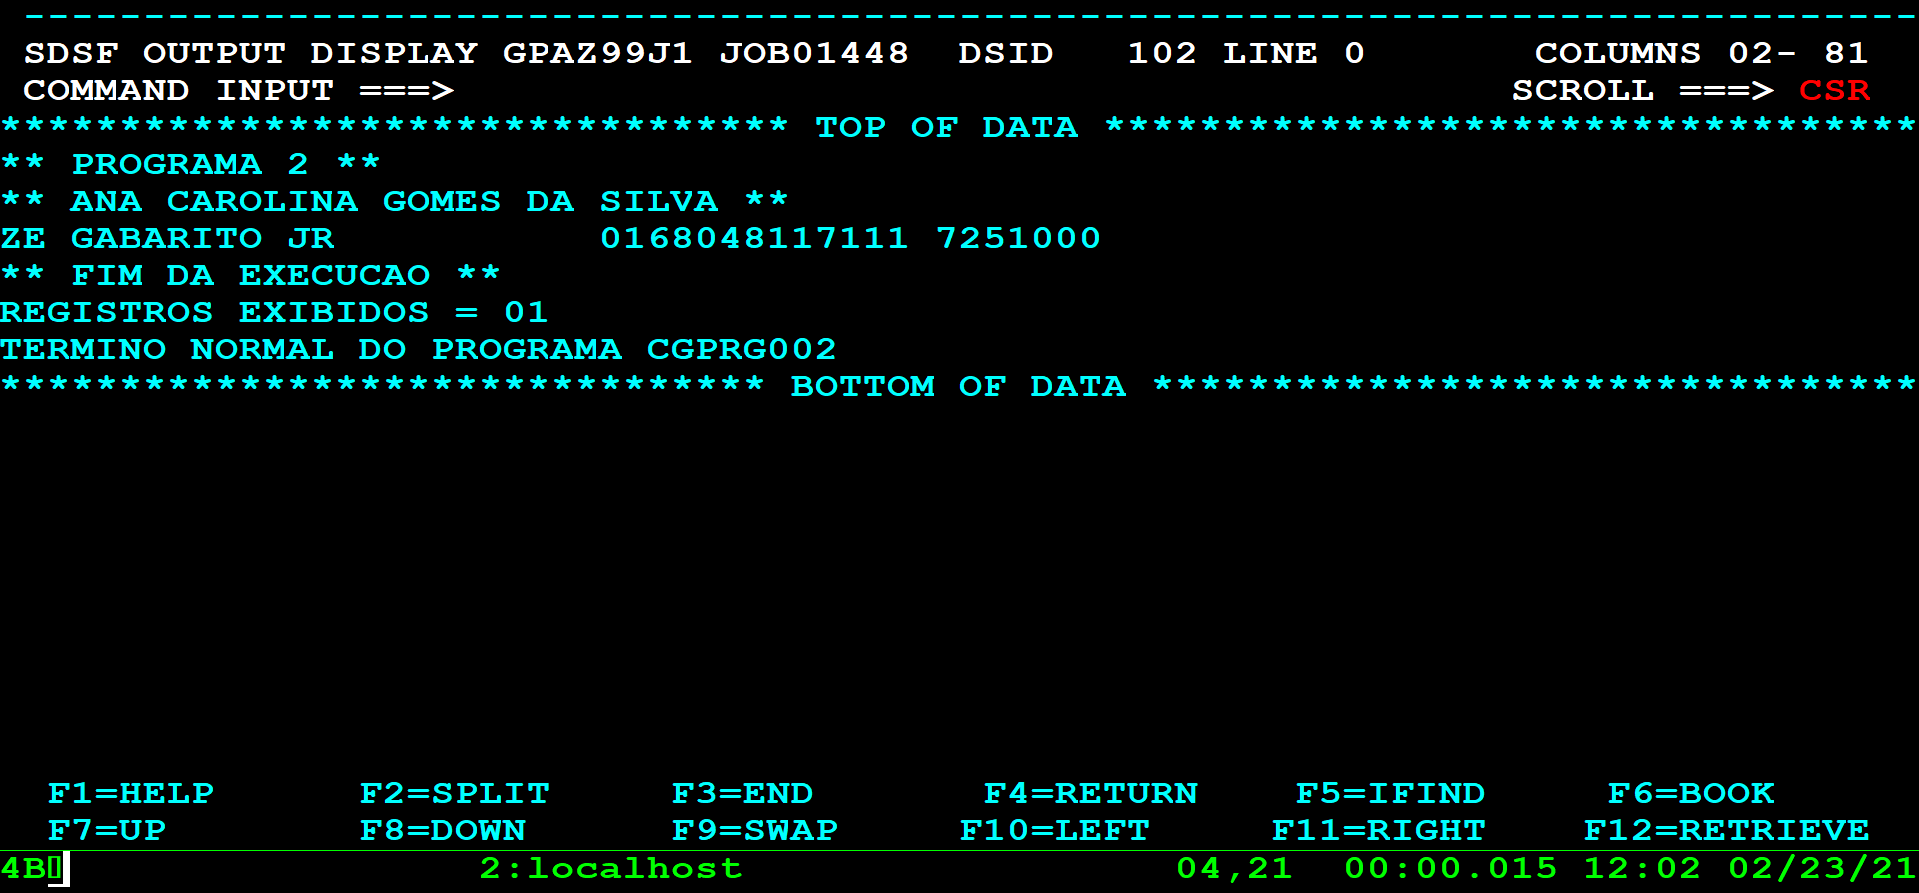 -------------------------------------------------------------------------------
SDSF OUTPUT DISPLAY GPAZ99J1 JOB01448  DSID   102 LINE 0       COLUMNS 02- 81
COMMAND INPUT ===>                                            SCROLL ===> CSR
********************************* TOP OF DATA **********************************
** PROGRAMA 2 **
** ANA CAROLINA GOMES DA SILVA **
ZE GABARITO JR           0168048117111 7251000
** FIM DA EXECUCAO **
REGISTROS EXIBIDOS = 01
TERMINO NORMAL DO PROGRAMA CGPRG002
******************************** BOTTOM OF DATA ********************************
F1=HELP      F2=SPLIT     F3=END       F4=RETURN    F5=IFIND     F6=BOOK
F7=UP        F8=DOWN      F9=SWAP     F10=LEFT     F11=RIGHT    F12=RETRIEVE
4B                  2:localhost                  04,21  00:00.015 12:02 02/23/21